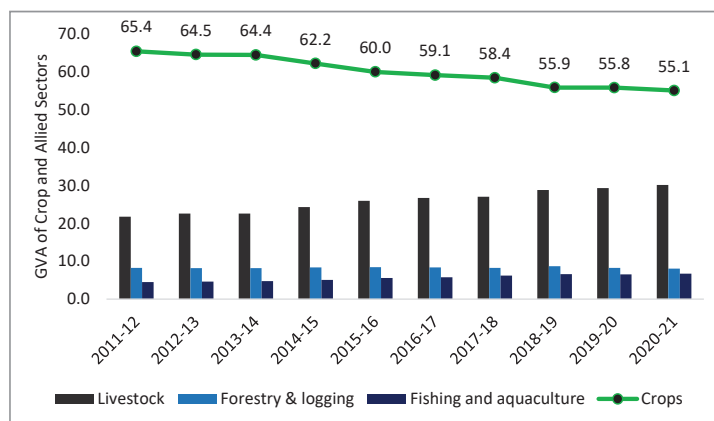 GVA of Crop and Allied Sectors
70.0
60.0
50.0
40.0
30.0
20.0
10.0
0.0
65.4 64.5 64.4 62.2 60.0 59.1 58.4 55.9 55.8 55.1
2011-12 2012-13 2013-14 2014-15 2015-16 2016-17 2017-18 2018-19 2019-20 2020-21
Livestock Forestry & logging Fishing and aquaculture Crops